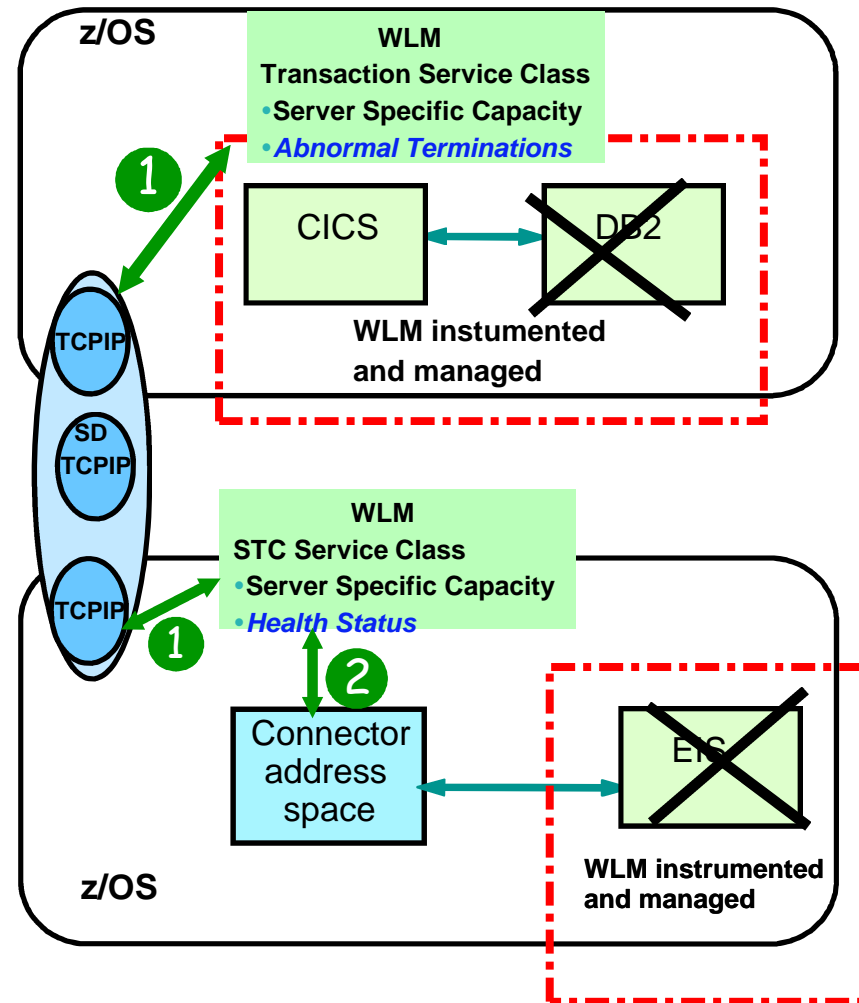 z/OS
WLM
Transaction Service Class
•Server Specific Capacity
•Abnormal Terminations
1
CICS
DB2
WLM instumented
and managed
TCPIP
SD
TCPIP
TCPIP
WLM
STC Service Class
•Server Specific Capacity
•Health Status
1
2
Connector
address
space
EIS
WLM instrumented
and managed
z/OS